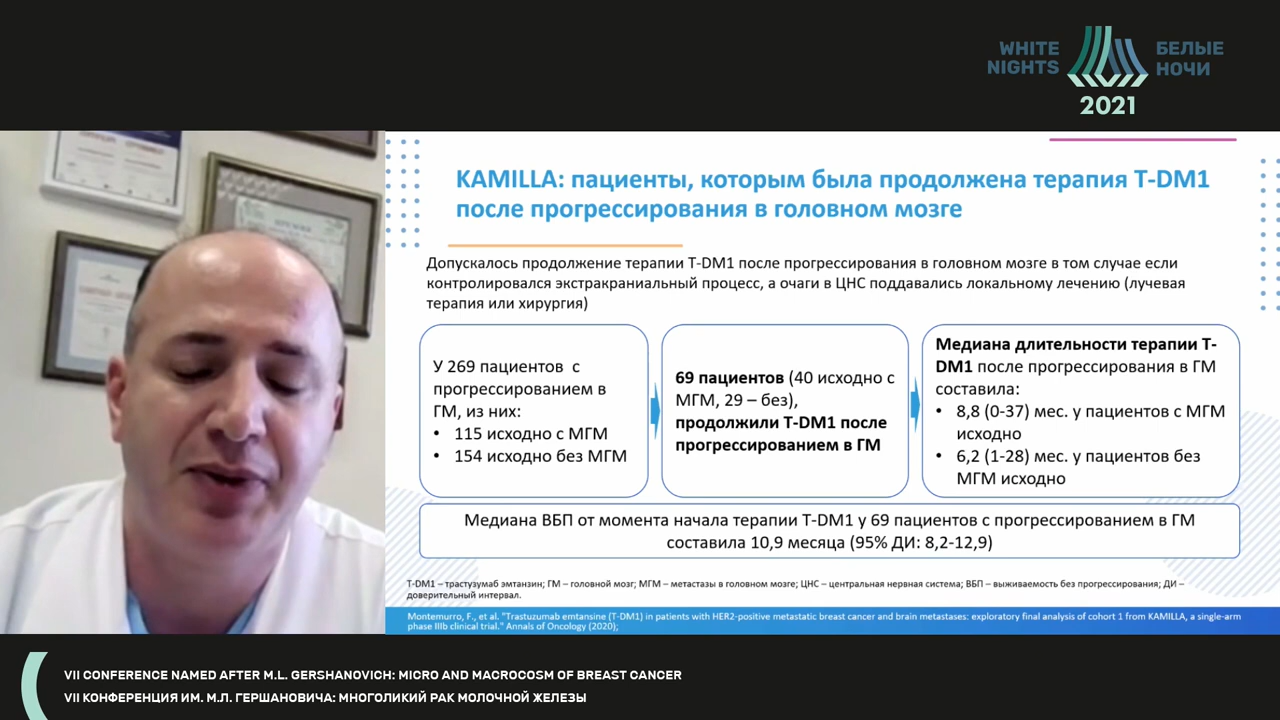 WHITE NIGHTS
БЕЛЫЕ НОЧИ
2021
KAMILLA: пациенты, которым была продолжена терапия T-DM1
после прогрессирования в головном мозге
Допускалось продолжение терапии T-DM1 после прогрессирования в головном мозге в том случае если
контролировался экстракраниальный процесс, а очаги в ЦНС поддавались локальному лечению (лучевая
терапия или хирургия)
У 269 пациентов с
прогрессированием в
ГМ, из них:
• 115 исходно с МГМ
• 154 исходно без МГМ
69 пациентов (40 исходно с
МГМ, 29 – без),
продолжили T-DM1 после
прогрессированием в ГМ
Медиана длительности терапии T-
DM1 после прогрессирования в ГМ
составила:
• 8,8 (0-37) мес. у пациентов с МГМ
исходно
• 6,2 (1-28) мес. у пациентов без
МГМ исходно
Медиана ВБП от момента начала терапии T-DM1 у 69 пациентов с прогрессированием в ГМ
составила 10,9 месяца (95% ДИ: 8,2-12,9)
T-DM1 – трастузумаб эмтанзин; ГМ – головной мозг; МГМ – метастазы в головном мозге; ЦНС – центральная нервная система; ВБП – выживаемость без прогрессирования; ДИ –
доверительный интервал.
Montemurro, F., et al. "Trastuzumab emtansine (T-DM1) in patients with HER2-positive metastatic breast cancer and brain metastases: exploratory final analysis of cohort 1 from KAMILLA, a single-arm
phase IIIb clinical trial." Annals of Oncology (2020);
VII CONFERENCE NAMED AFTER M.L. GERSHANOVICH: MICRO AND MACROCOSM OF BREAST CANCER
VII КОНФЕРЕНЦИЯ ИМ. М.Л. ГЕРШАНОВИЧА: МНОГОЛИКИЙ РАК МОЛОЧНОЙ ЖЕЛЕЗЫ